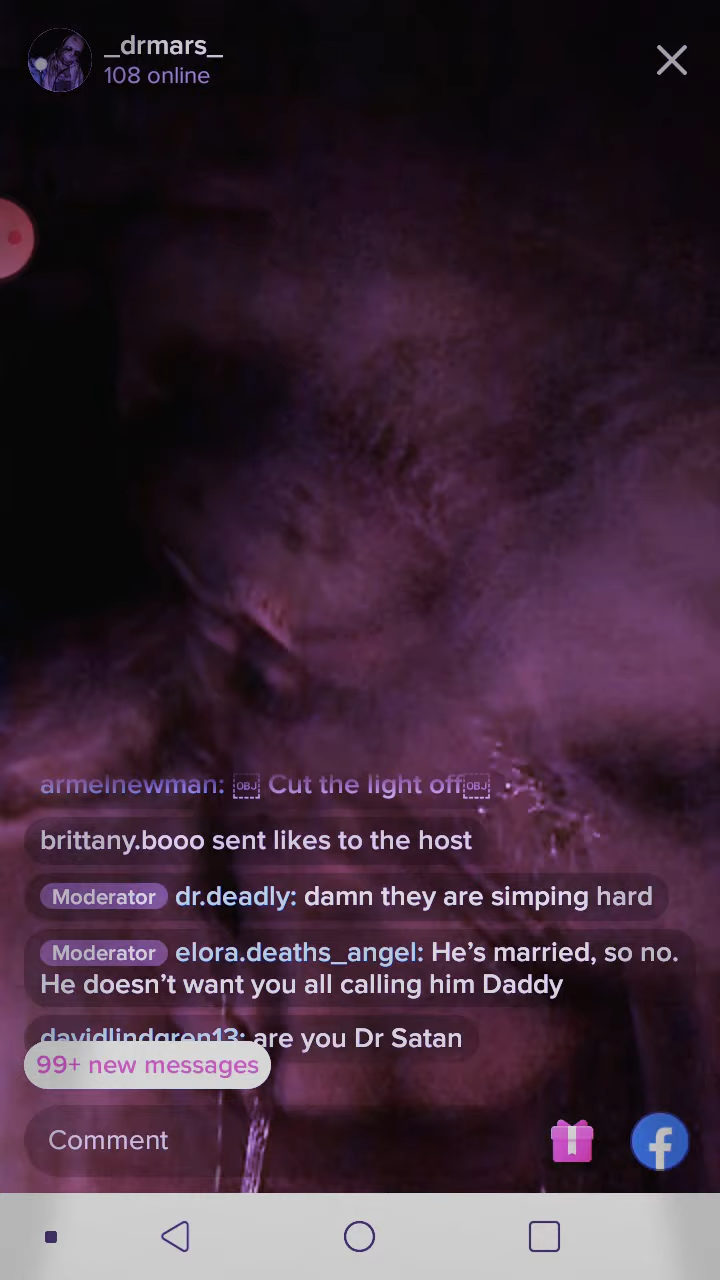 _drmars_
108 online
armelnewman: Cut the light off
brittany.booo sent likes to the host
Moderator dr.deadly: damn they are simping hard
Moderator elora.deaths_angel: He’s married, so no.
He doesn’t want you all calling him Daddy
davidlindgren13: are you Dr Satan
99+ new messages
Comment